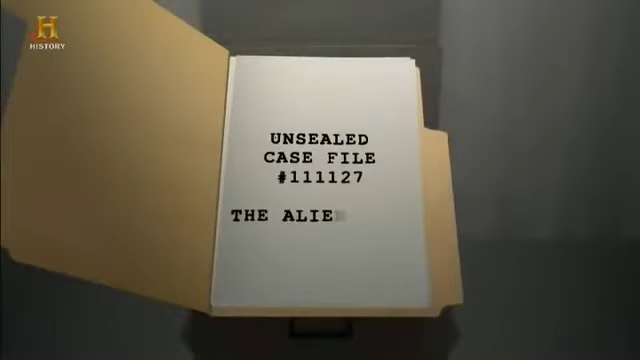 H
HISTORY
UNSEALED
CASE FILE
#111127
THE ALIE